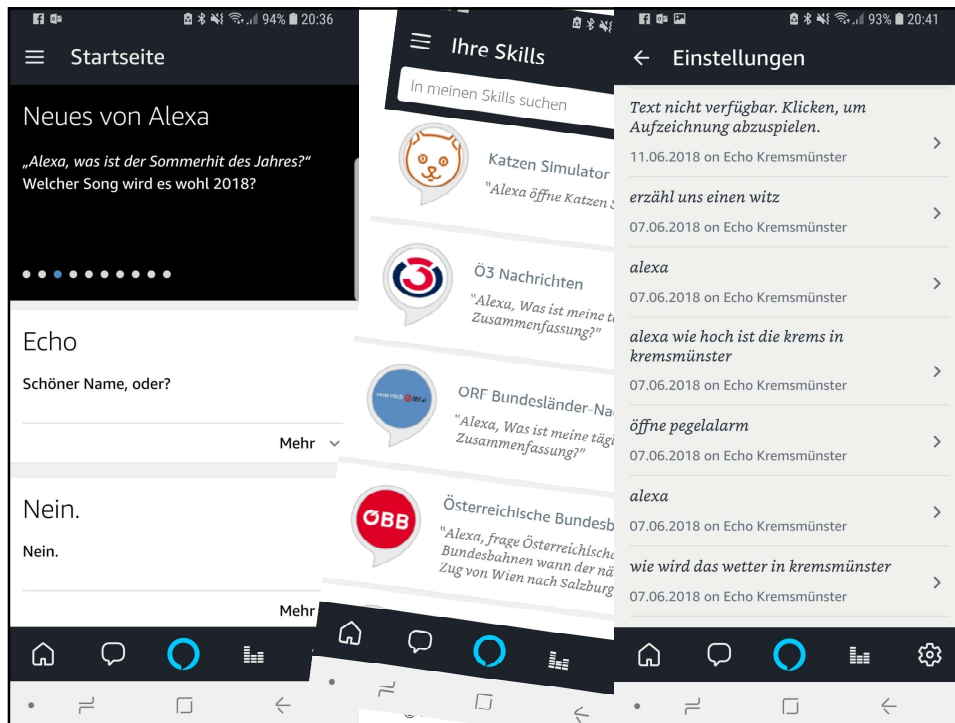 94% 20:36
Startseite
Neues von Alexa
„Alexa, was ist der Sommerhit des Jahres?“
Welcher Song wird es wohl 2018?
Echo
Schöner Name, oder?
Mehr
Nein.
Nein.
Mehr
Ihre Skills
In meinen Skills suchen
Katzen Simulator
"Alexa öffne Katzen S
Ö3 Nachrichten
"Alexa, Was ist meine t
Zusammenfassung?"
ORF Bundesländer-Na
"Alexa, Was ist meine tägl
Zusammenfassung?"
ÖBB
Österreichische Bundesb
"Alexa, frage Österreichisch
Bundesbahnen wann der nä
Zug von Wien nach Salzburg
93% 20:41
Einstellungen
Text nicht verfügbar. Klicken, um
Aufzeichnung abzuspielen.
11.06.2018 on Echo Kremsmünster
erzähl uns einen witz
07.06.2018 on Echo Kremsmünster
alexa
07.06.2018 on Echo Kremsmünster
alexa wie hoch ist die krems in
kremsmünster
07.06.2018 on Echo Kremsmünster
öffne pegelalarm
07.06.2018 on Echo Kremsmünster
alexa
07.06.2018 on Echo Kremsmünster
wie wird das wetter in kremsmünster
07.06.2018 on Echo Kremsmünster